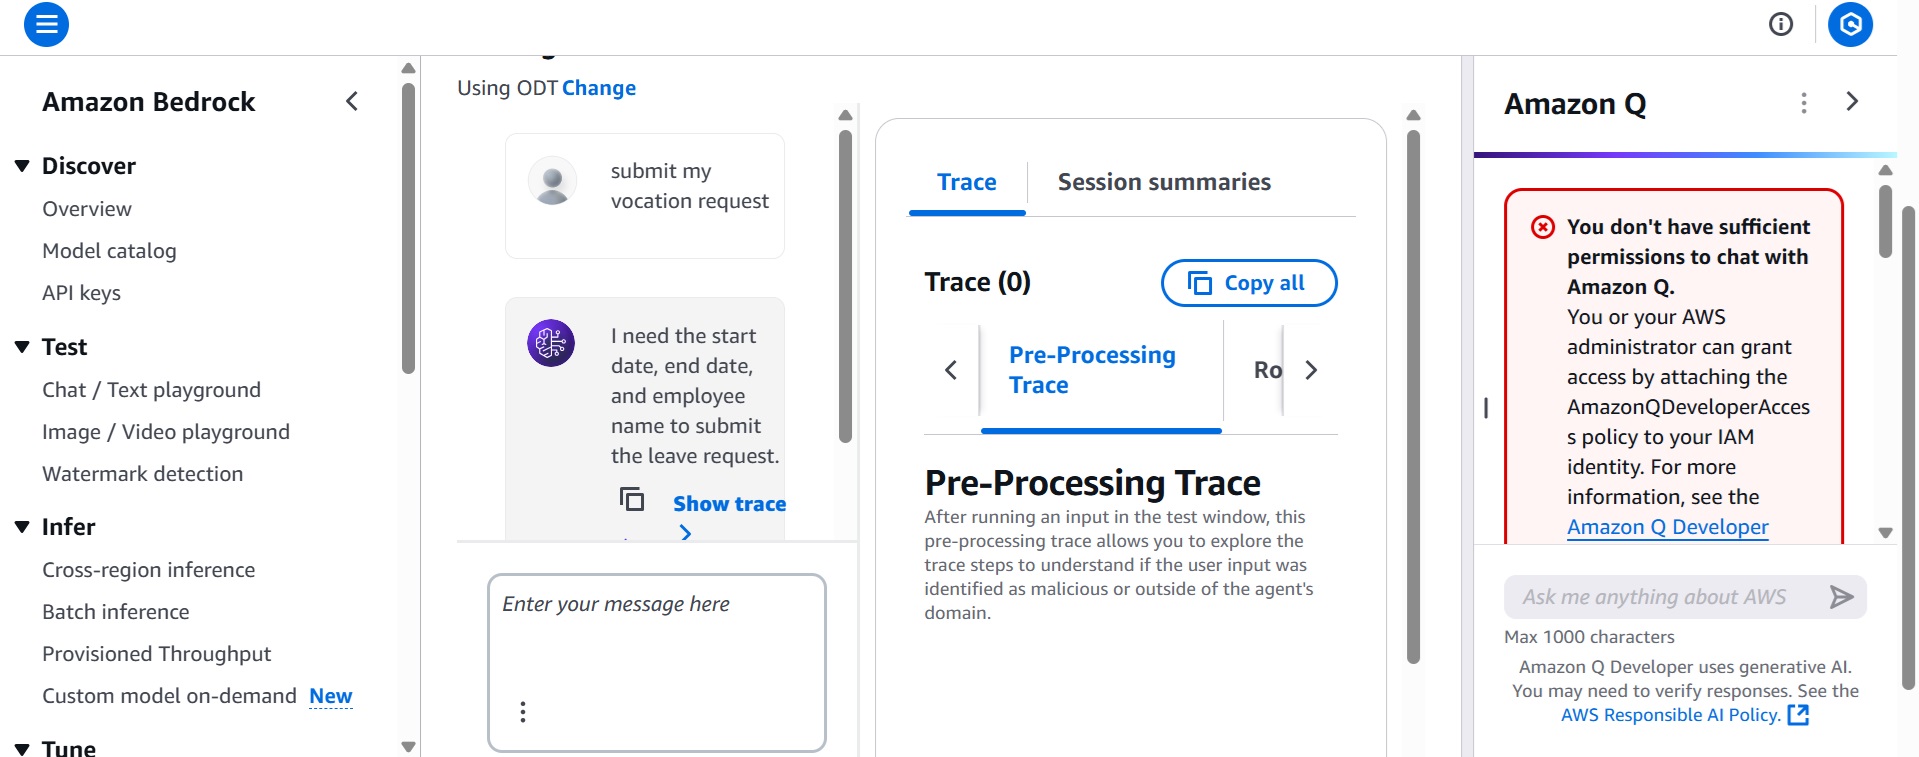 Amazon Bedrock
Discover
Overview
Model catalog
API keys
Test
Chat / Text playground
Image / Video playground
Watermark detection
Infer
Cross-region inference
Batch inference
Provisioned Throughput
Custom model on-demand New
Tune
Using ODT Change
submit my
vocation request
I need the start
date, end date,
and employee
name to submit
the leave request.
Show trace
Enter your message here
Trace
Session summaries
Trace (0)
Copy all
Pre-Processing
Trace
Ro
Pre-Processing Trace
After running an input in the test window, this
pre-processing trace allows you to explore the
trace steps to understand if the user input was
identified as malicious or outside of the agent's
domain.
Amazon Q
You don't have sufficient
permissions to chat with
Amazon Q.
You or your AWS
administrator can grant
access by attaching the
AmazonQDeveloperAcces
s policy to your IAM
identity. For more
information, see the
Amazon Q Developer
Ask me anything about AWS
Max 1000 characters
Amazon Q Developer uses generative AI.
You may need to verify responses. See the
AWS Responsible AI Policy.